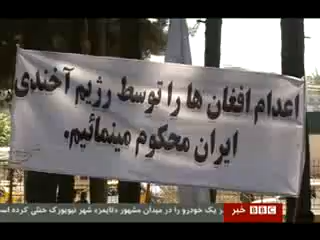 اعدام افغان ها را توسط رژیم آخندی
ایران محکوم مینمائیم.
BBC خبر
یک خودرو را در میدان مشهور «تایمز» شهر نیویورک خنثی کرده است